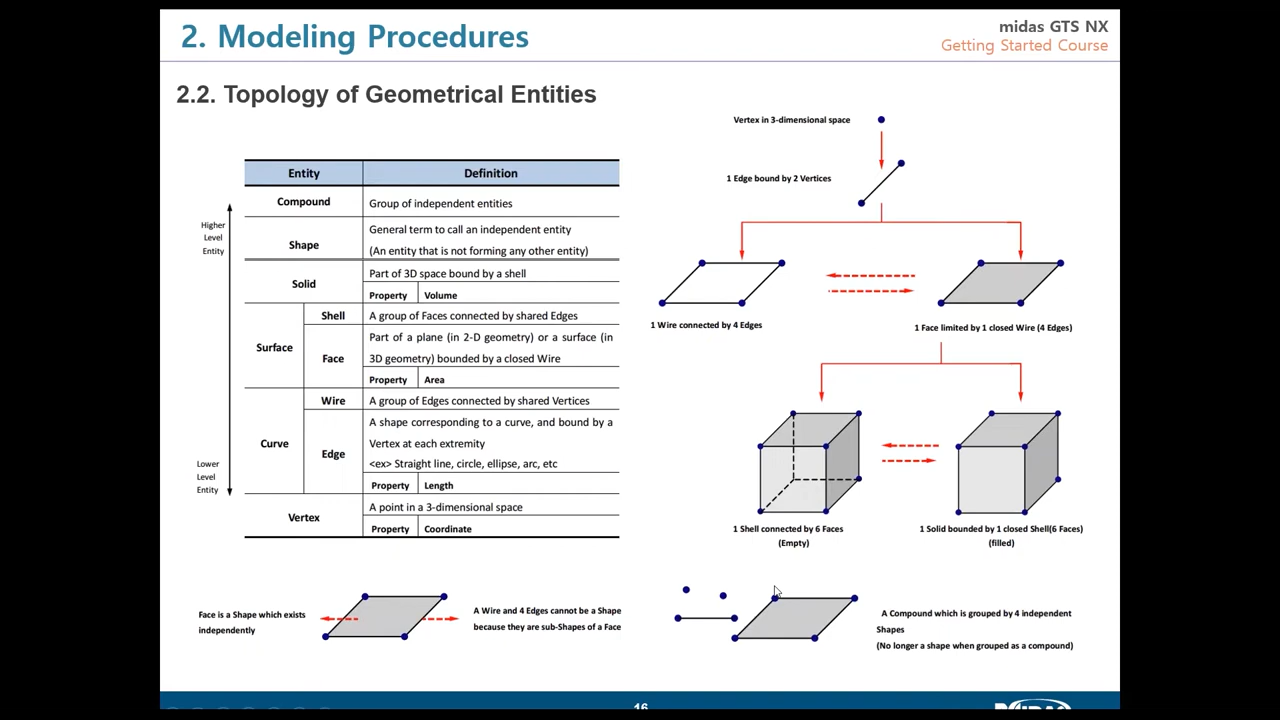 2. Modeling Procedures
midas GTS NX
Getting Started Course
2.2. Topology of Geometrical Entities
Entity
Definition
Compound
Group of independent entities
Shape
General term to call an independent entity
(An entity that is not forming any other entity)
Solid
Part of 3D space bound by a shell
Property
Volume
Surface
Shell
A group of Faces connected by shared Edges
Face
Part of a plane (in 2-D geometry) or a surface (in
3D geometry) bounded by a closed Wire
Property
Area
Curve
Wire
A group of Edges connected by shared Vertices
Edge
A shape corresponding to a curve, and bound by a
Vertex at each extremity
<ex> Straight line, circle, ellipse, arc, etc
Property
Length
Vertex
A point in a 3-dimensional space
Property
Coordinate
Higher
Level
Entity
Lower
Level
Entity
Vertex in 3-dimensional space
1 Edge bound by 2 Vertices
1 Wire connected by 4 Edges
1 Face limited by 1 closed Wire (4 Edges)
1 Shell connected by 6 Faces
(Empty)
1 Solid bounded by 1 closed Shell(6 Faces)
(filled)
Face is a Shape which exists
independently
A Wire and 4 Edges cannot be a Shape
because they are sub-Shapes of a Face
A Compound which is grouped by 4 independent
Shapes
(No longer a shape when grouped as a compound)
16